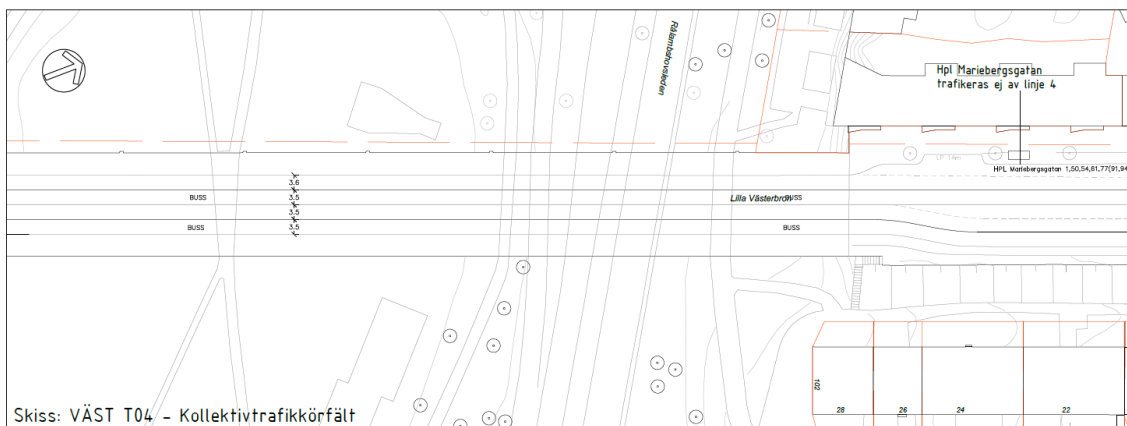 Rålambshovsleden
Hpl Mariebergsgatan
trafikeras ej av linje 4
LP 14m
HPL Mariebergsgatan 1,50,54,61,77(91,94
3.6
3.5
3.5
3.5
BUSS
BUSS
Lilla Västerbron
BUSS
BUSS
102
28
26
24
22
Skiss: VÄST T04 - Kollektivtrafikkörfält